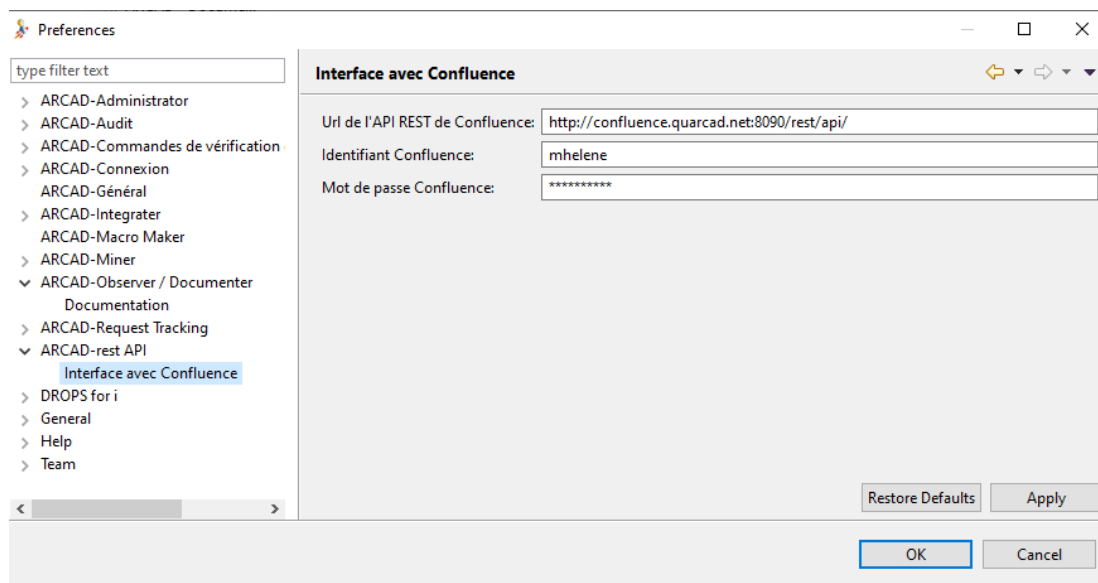 Preferences
type filter text
ARCAD-Administrator
ARCAD-Audit
ARCAD-Commandes de vérification
ARCAD-Connexion
ARCAD-Général
ARCAD-Integrater
ARCAD-Macro Maker
ARCAD-Miner
ARCAD-Observer / Documenter
Documentation
ARCAD-Request Tracking
ARCAD-rest API
Interface avec Confluence
DROPS for i
General
Help
Team
Interface avec Confluence
Url de l'API REST de Confluence: http://confluence.quarcad.net:8090/rest/api/
Identifiant Confluence: mhelene
Mot de passe Confluence: **********
Restore Defaults Apply
OK Cancel